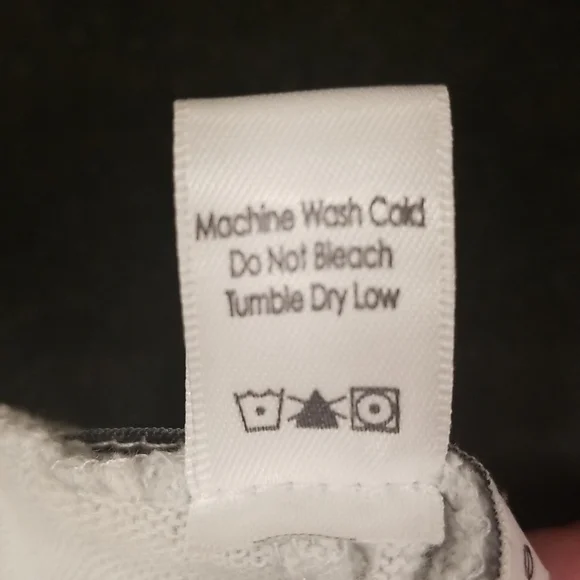 Machine Wash Cold
Do Not Bleach
Tumble Dry Low